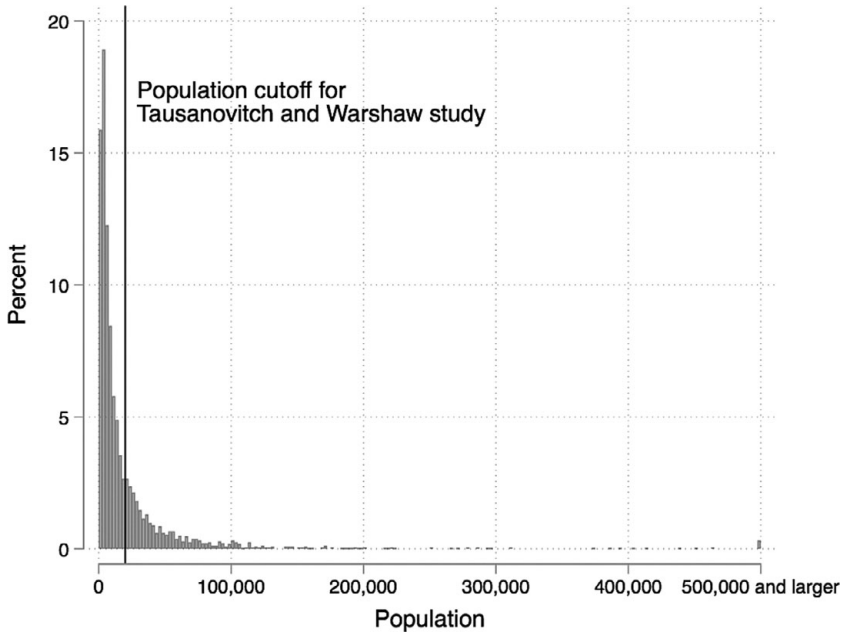 20
Population cutoff for
Tausanovitch and Warshaw study
15
10
5
0
Percent
0 100,000 200,000 300,000 400,000 500,000 and larger
Population